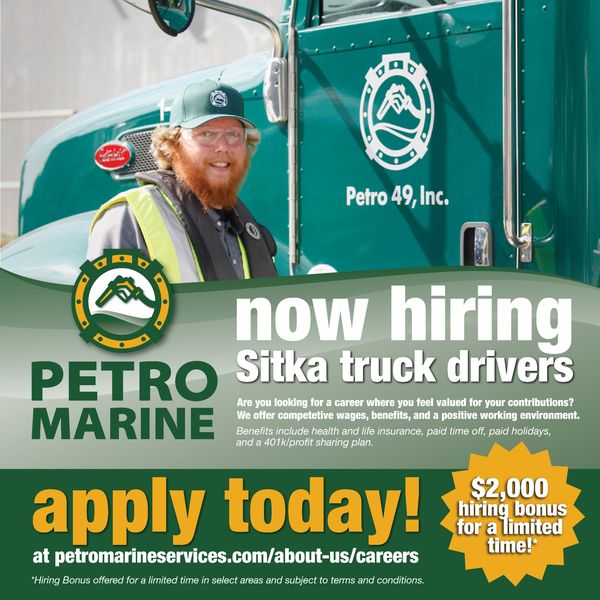 Petro 49, Inc.
PETRO
MARINE
now hiring
Sitka truck drivers
Are you looking for a career where you feel valued for your contributions?
We offer competetive wages, benefits, and a positive working environment.
Benefits include health and life insurance, paid time off, paid holidays,
and a 401k/profit sharing plan.
apply today!
at petromarineservices.com/about-us/careers
$2,000
hiring bonus
for a limited
time!*
*Hiring Bonus offered for a limited time in select areas and subject to terms and conditions.